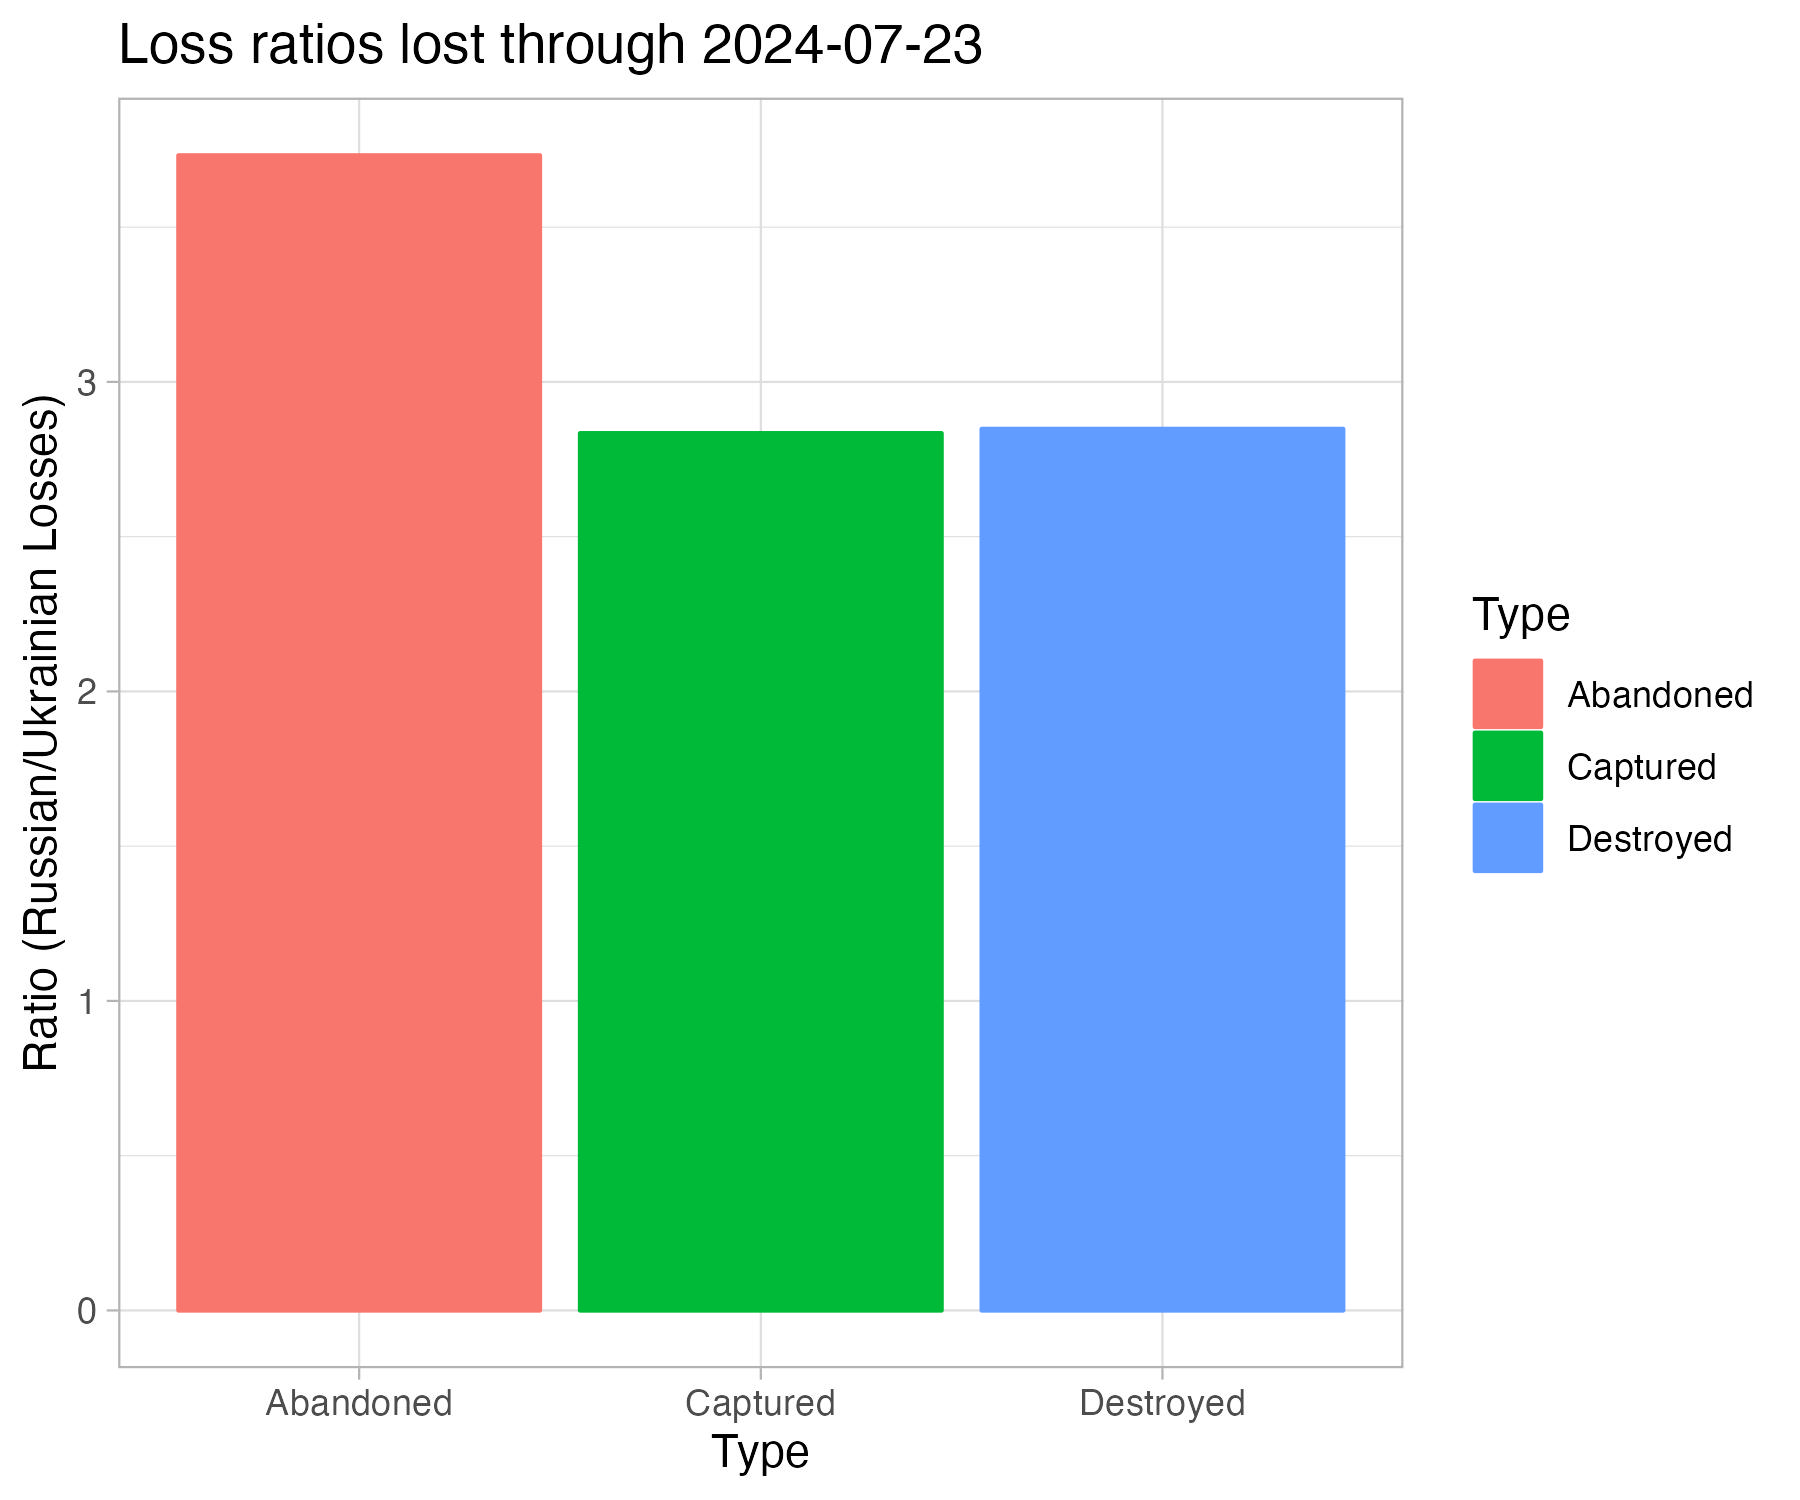 Loss ratios lost through 2024-07-23
Ratio (Russian/Ukrainian Losses)
3
2
1
0
Abandoned
Captured
Destroyed
Type
Type
Abandoned
Captured
Destroyed